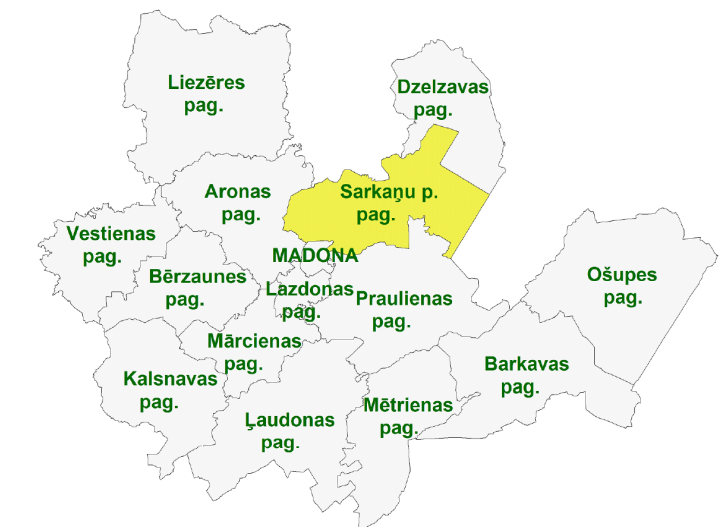 Liezēres
pag.
Dzelzavas
pag.
Aronas
pag.
Sarkaņu p.
pag.
Vestienas
pag.
MADONA
Bērzaunes
pag.
Lazdonas
pag.
Praulienas
pag.
Ošupes
pag.
Mārcienas
pag.
Kalsnavas
pag.
Barkavas
pag.
Ļaudonas
pag.
Mētrienas
pag.